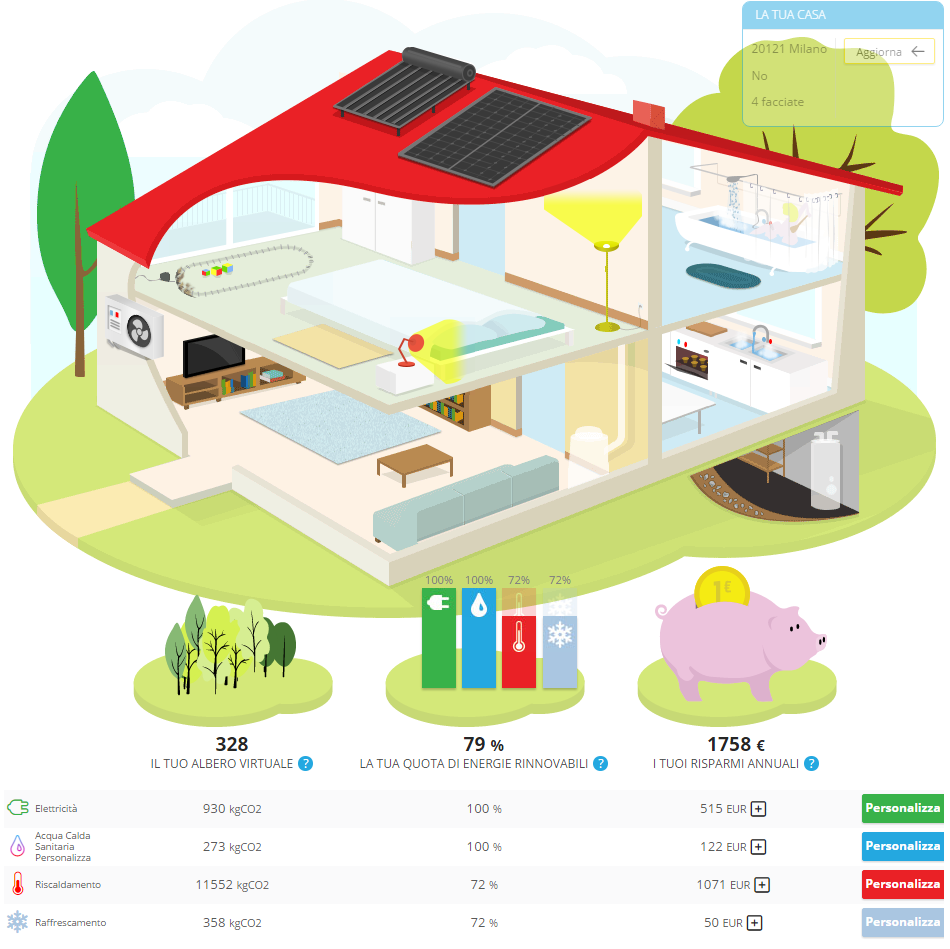 LA TUA CASA
20121 Milano
Aggiorna
No
4 facciate
100% 100% 72% 72%
1€
328
IL TUO ALBERO VIRTUALE ?
79 %
LA TUA QUOTA DI ENERGIE RINNOVABILI ?
1758 €
I TUOI RISPARMI ANNUALI ?
Elettricità 930 kgCO2 100 % 515 EUR + Personalizza
Acqua Calda
Sanitaria
Personalizza
273 kgCO2 100 % 122 EUR + Personalizza
Riscaldamento 11552 kgCO2 72 % 1071 EUR + Personalizza
Raffrescamento 358 kgCO2 72 % 50 EUR + Personalizza